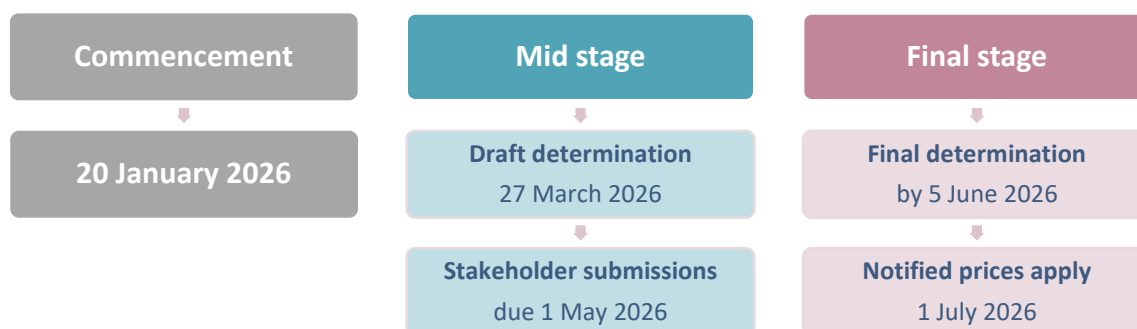 Commencement
20 January 2026
Mid stage
Draft determination
27 March 2026
Stakeholder submissions
due 1 May 2026
Final stage
Final determination
by 5 June 2026
Notified prices apply
1 July 2026